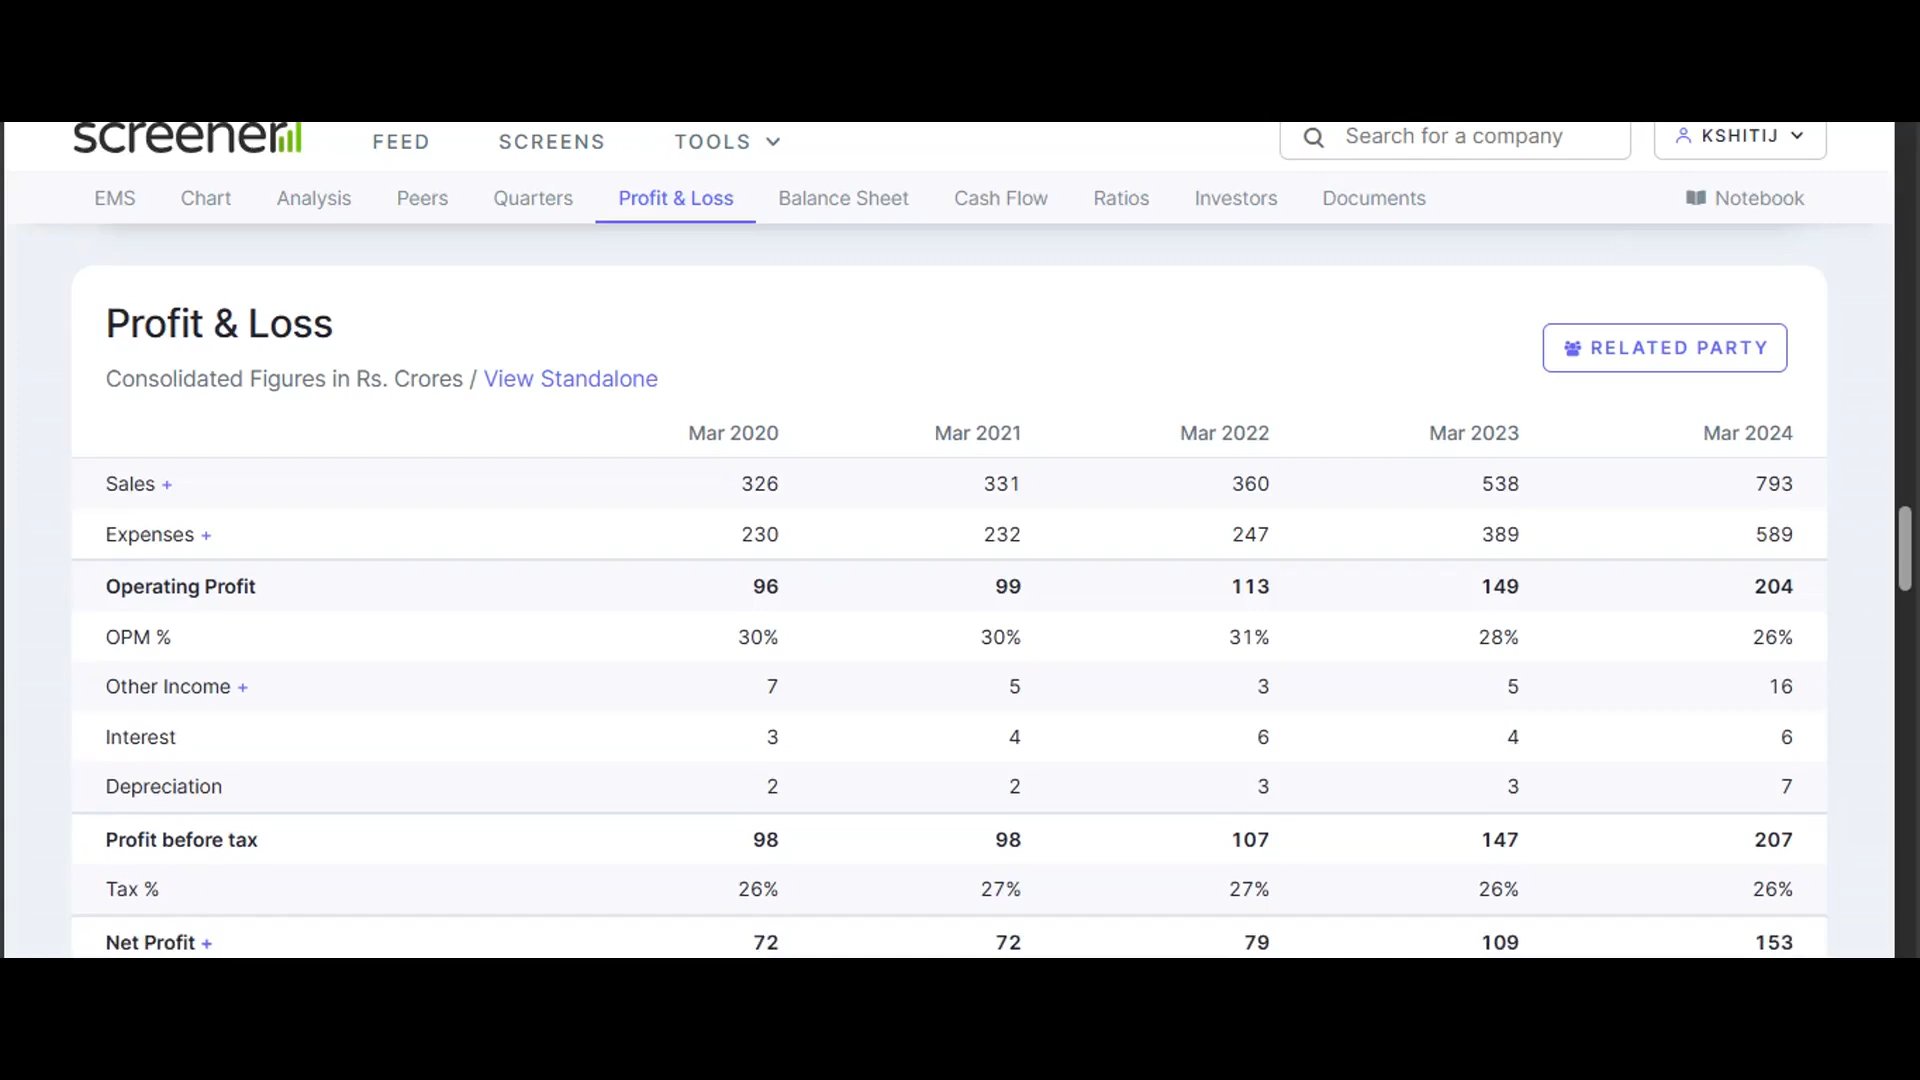 screener FEED SCREENS TOOLS Search for a company KSHITIJ
EMS Chart Analysis Peers Quarters Profit & Loss Balance Sheet Cash Flow Ratios Investors Documents Notebook
Profit & Loss
RELATED PARTY
Consolidated Figures in Rs. Crores / View Standalone
Mar 2020 Mar 2021 Mar 2022 Mar 2023 Mar 2024
Sales + 326 331 360 538 793
Expenses + 230 232 247 389 589
Operating Profit 96 99 113 149 204
OPM % 30% 30% 31% 28% 26%
Other Income + 7 5 3 5 16
Interest 3 4 6 4 6
Depreciation 2 2 3 3 7
Profit before tax 98 98 107 147 207
Tax % 26% 27% 27% 26% 26%
Net Profit + 72 72 79 109 153